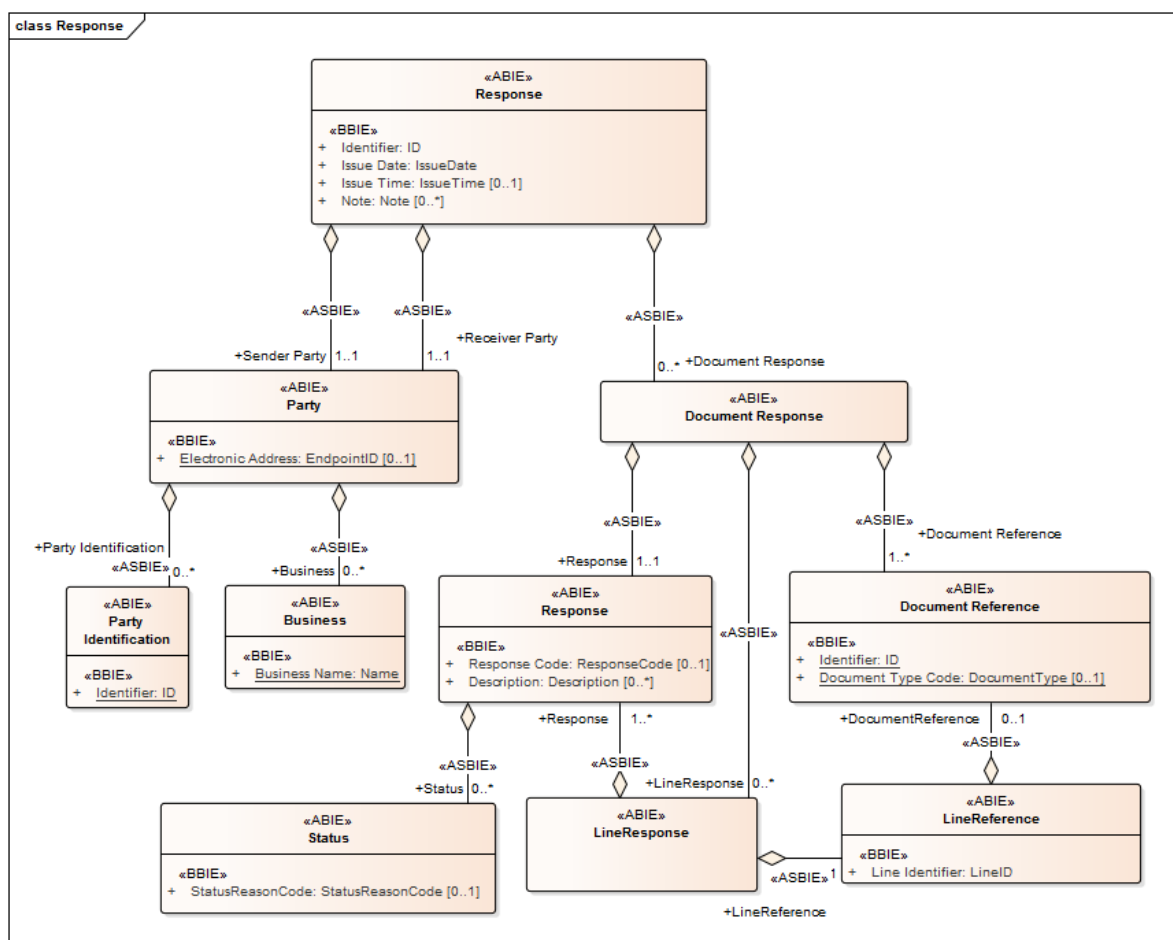 class Response
«ABIE»
Response
«BBIE»
+ Identifier: ID
+ Issue Date: IssueDate
+ Issue Time: IssueTime [0..1]
+ Note: Note [0..*]
«ASBIE»
«ASBIE»
«ASBIE»
+Receiver Party
+Sender Party 1..1
1..1
+Document Response
0..*
«ABIE»
Party
«BBIE»
+ Electronic Address: EndpointID [0..1]
«ABIE»
Document Response
«ASBIE»
«ASBIE»
+Document Reference
1..*
+Party Identification
«ASBIE» 0..*
«ASBIE»
+Business 0..*
+Response 1..1
«ABIE»
Party
Identification
«BBIE»
+ Identifier: ID
«ABIE»
Business
«BBIE»
+ Business Name: Name
«ABIE»
Response
«BBIE»
+ Response Code: ResponseCode [0..1]
+ Description: Description [0..*]
«ASBIE»
«ABIE»
Document Reference
«BBIE»
+ Identifier: ID
+ Document Type Code: DocumentType [0..1]
+Response 1..*
+DocumentReference 0..1
«ASBIE»
«ASBIE»
«ASBIE»
+Status 0..*
+LineResponse 0..*
«ABIE»
Status
«BBIE»
+ StatusReasonCode: StatusReasonCode [0..1]
«ABIE»
LineResponse
«ABIE»
LineReference
«BBIE»
+ Line Identifier: LineID
«ASBIE» 1
+LineReference